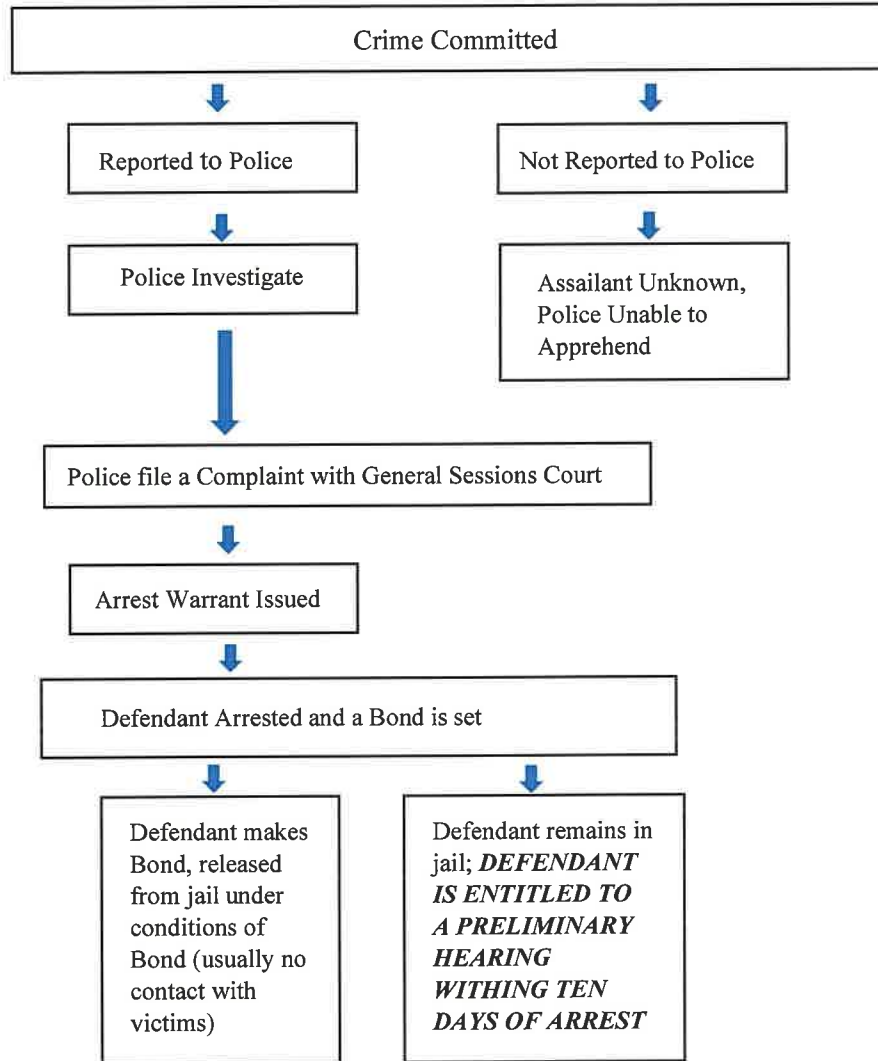 Crime Committed
Reported to Police
Not Reported to Police
Police Investigate
Assailant Unknown,
Police Unable to
Apprehend
Police file a Complaint with General Sessions Court
Arrest Warrant Issued
Defendant Arrested and a Bond is set
Defendant makes
Bond, released
from jail under
conditions of
Bond (usually no
contact with
victims)
Defendant remains in
jail; DEFENDANT
IS ENTITLED TO
A PRELIMINARY
HEARING
WITHING TEN
DAYS OF ARREST